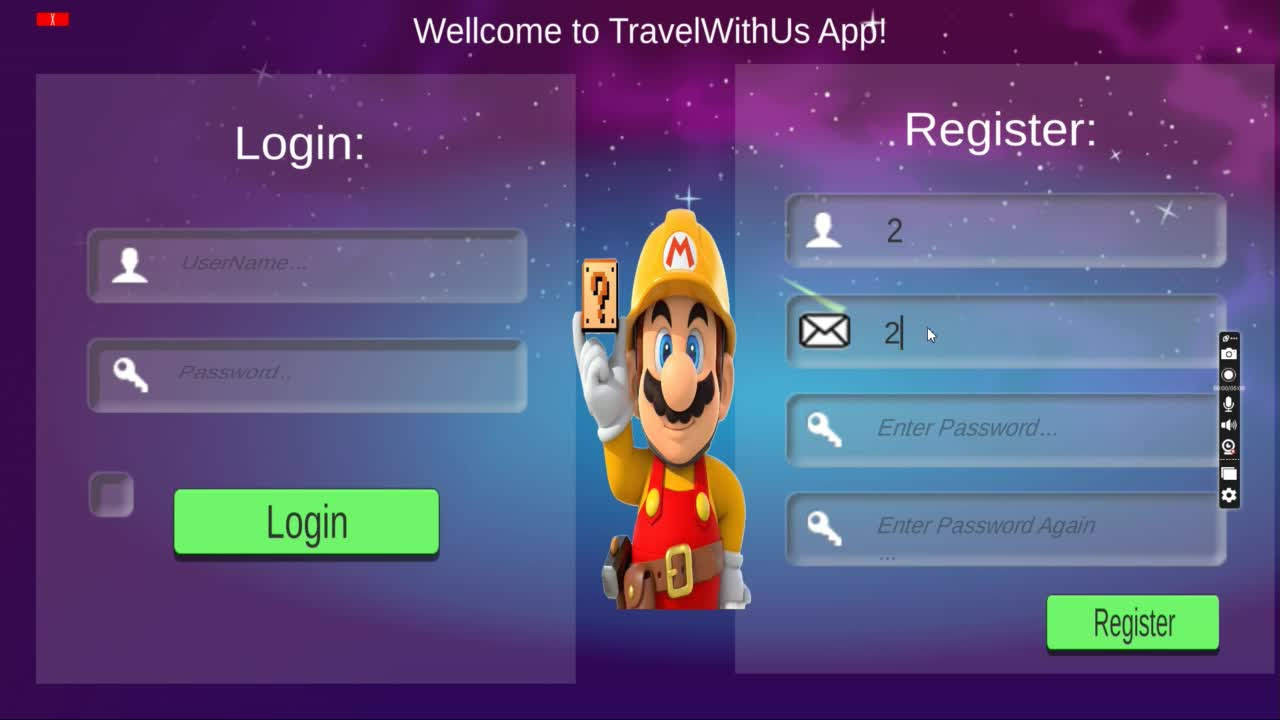 X
Wellcome to TravelWithUs App!
Login:
UserName...
Password..
Login
M
?
Register:
2
2
Enter Password...
Enter Password Again
...
Register